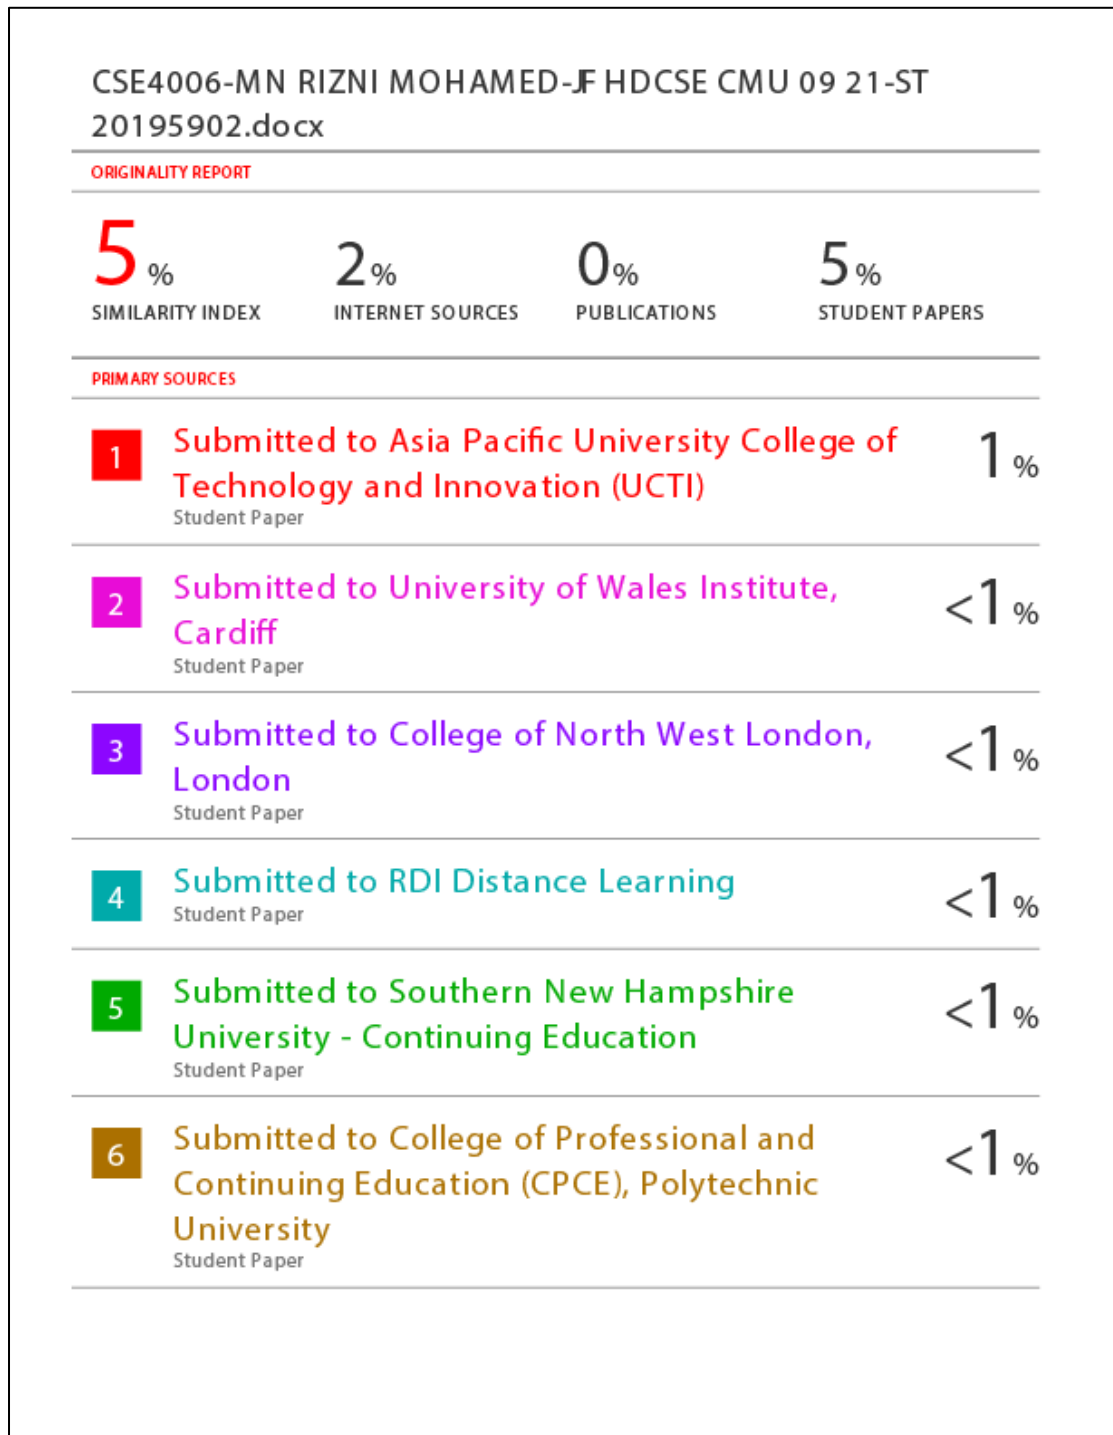 CSE4006-MN RIZNI MOHAMED-JF HDCSE CMU 09 21-ST
20195902.docx
ORIGINALITY REPORT
5% 2% 0% 5%
SIMILARITY INDEX INTERNET SOURCES PUBLICATIONS STUDENT PAPERS
PRIMARY SOURCES
1 Submitted to Asia Pacific University College of 1%
Technology and Innovation (UCTI)
Student Paper
2 Submitted to University of Wales Institute, <1%
Cardiff
Student Paper
3 Submitted to College of North West London, <1%
London
Student Paper
4 Submitted to RDI Distance Learning <1%
Student Paper
5 Submitted to Southern New Hampshire <1%
University - Continuing Education
Student Paper
6 Submitted to College of Professional and <1%
Continuing Education (CPCE), Polytechnic
University
Student Paper